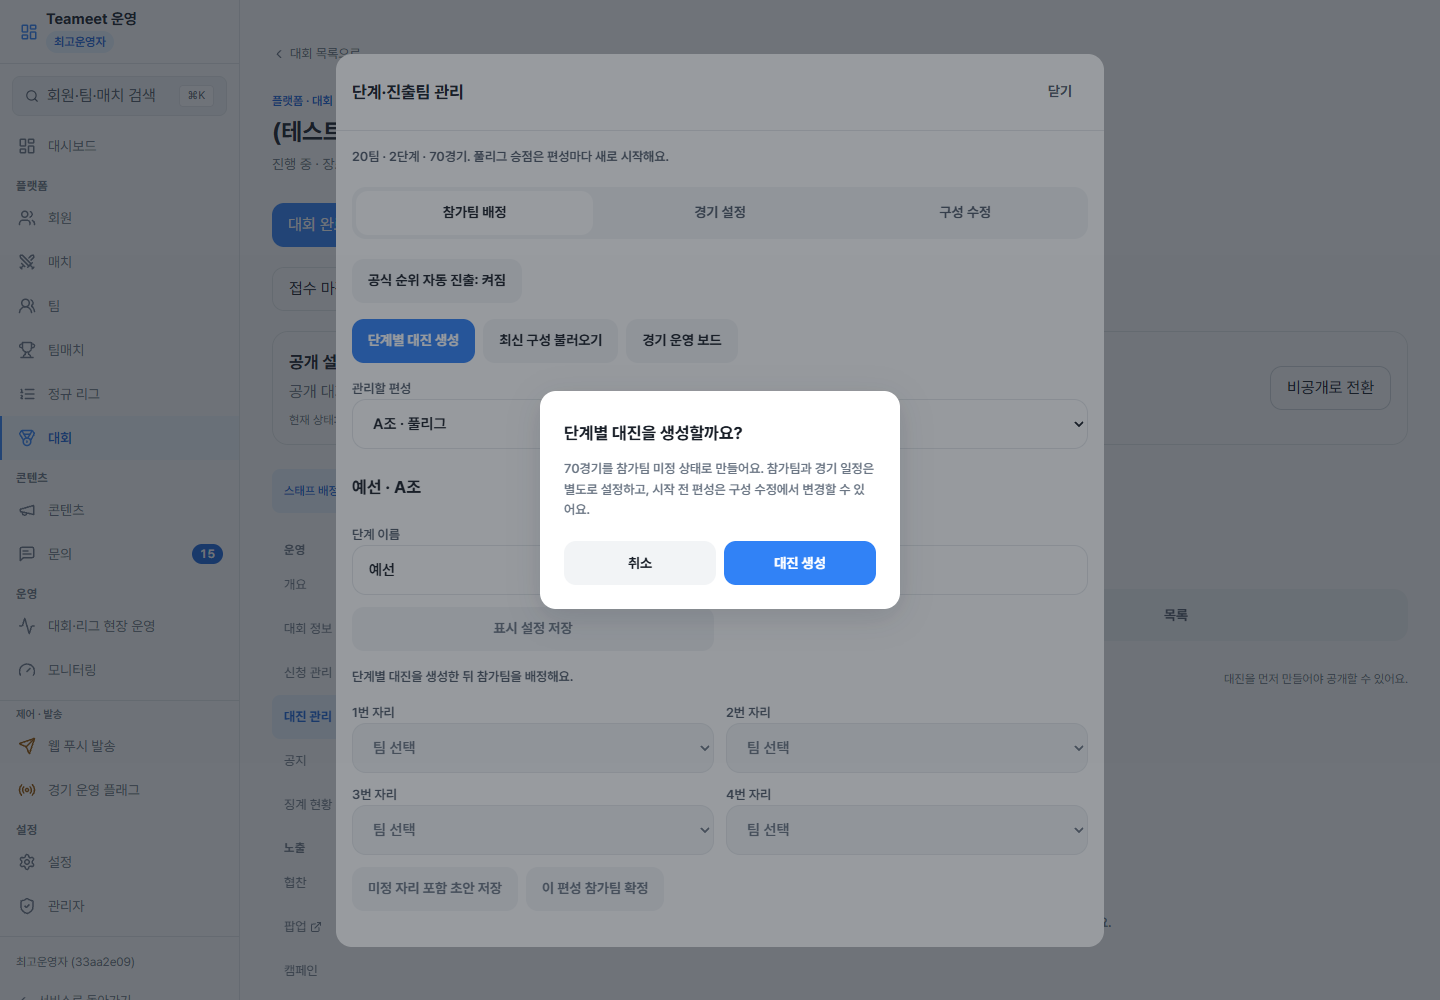 Teameet 운영
최고운영자
회원·팀·매치 검색
⌘K
대시보드
플랫폼
회원
매치
팀
팀매치
정규 리그
대회
콘텐츠
콘텐츠
문의
15
운영
대회·리그 현장 운영
모니터링
제어 · 발송
웹 푸시 발송
경기 운영 플래그
설정
설정
관리자
최고운영자 (33aa2e09)
대회 목록으로
플랫폼 · 대회
(테스트
진행 중 · 장
대회 완
접수 마
공개 설
공개 대
현재 상태
비공개로 전환
스태프 배정
운영
개요
대회 정보
신청 관리
대진 관리
공지
징계 현황
노출
협찬
팝업
캠페인
목록
대진을 먼저 만들어야 공개할 수 있어요.
요.
단계·진출팀 관리
닫기
20팀 · 2단계 · 70경기. 풀리그 승점은 편성마다 새로 시작해요.
참가팀 배정
경기 설정
구성 수정
공식 순위 자동 진출: 켜짐
단계별 대진 생성
최신 구성 불러오기
경기 운영 보드
관리할 편성
A조 · 풀리그
예선 · A조
단계 이름
예선
표시 설정 저장
단계별 대진을 생성한 뒤 참가팀을 배정해요.
1번 자리
2번 자리
팀 선택
팀 선택
3번 자리
4번 자리
팀 선택
팀 선택
미정 자리 포함 초안 저장
이 편성 참가팀 확정
단계별 대진을 생성할까요?
70경기를 참가팀 미정 상태로 만들어요. 참가팀과 경기 일정은
별도로 설정하고, 시작 전 편성은 구성 수정에서 변경할 수 있
어요.
취소
대진 생성